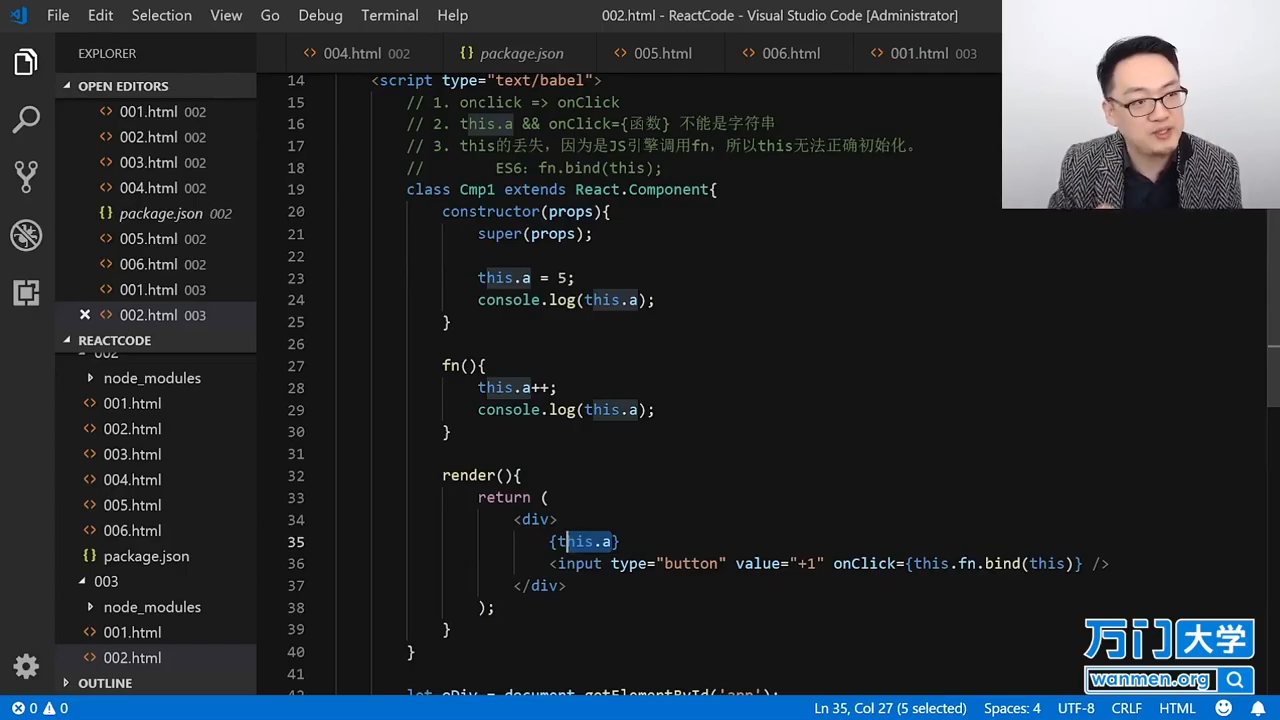 File Edit Selection View Go Debug Terminal Help 002.html - ReactCode - Visual Studio Code [Administrator]
EXPLORER
004.html 002 package.json 005.html 006.html 001.html 003
OPEN EDITORS
001.html 002
002.html 002
003.html 002
004.html 002
package.json 002
005.html 002
006.html 002
001.html 003
002.html 003
REACTCODE
002
node_modules
001.html
002.html
003.html
004.html
005.html
006.html
package.json
003
node_modules
001.html
002.html
OUTLINE
14 <script type="text/babel">
15 // 1. onclick => onClick
16 // 2. this.a && onClick={函数} 不能是字符串
17 // 3. this的丢失，因为是JS引擎调用fn，所以this无法正确初始化。
18 // ES6：fn.bind(this);
19 class Cmp1 extends React.Component{
20 constructor(props){
21 super(props);
22
23 this.a = 5;
24 console.log(this.a);
25 }
26
27 fn(){
28 this.a++;
29 console.log(this.a);
30 }
31
32 render(){
33 return (
34 <div>
35 {this.a}
36 <input type="button" value="+1" onClick={this.fn.bind(this)} />
37 </div>
38 );
39 }
40 }
41
42 let oDiv = document.getElementById('app');
万门大学
wanmen.org
0 0 Ln 35, Col 27 (5 selected) Spaces: 4 UTF-8 CRLF HTML